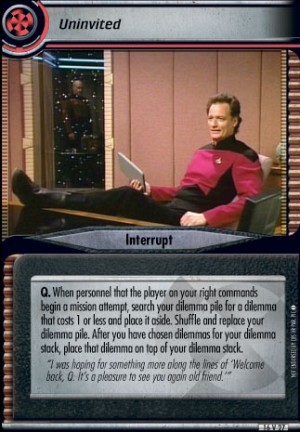 Uninvited
Interrupt
Q. When personnel that the player on your right commands
begin a mission attempt, search your dilemma pile for a dilemma
that costs 1 or less and place it aside. Shuffle and replace your
dilemma pile. After you have chosen dilemmas for your dilemma
stack, place that dilemma on top of your dilemma stack.
"I was hoping for something more along the lines of 'Welcome
back, Q. It's a pleasure to see you again old friend.'"
14 V 27